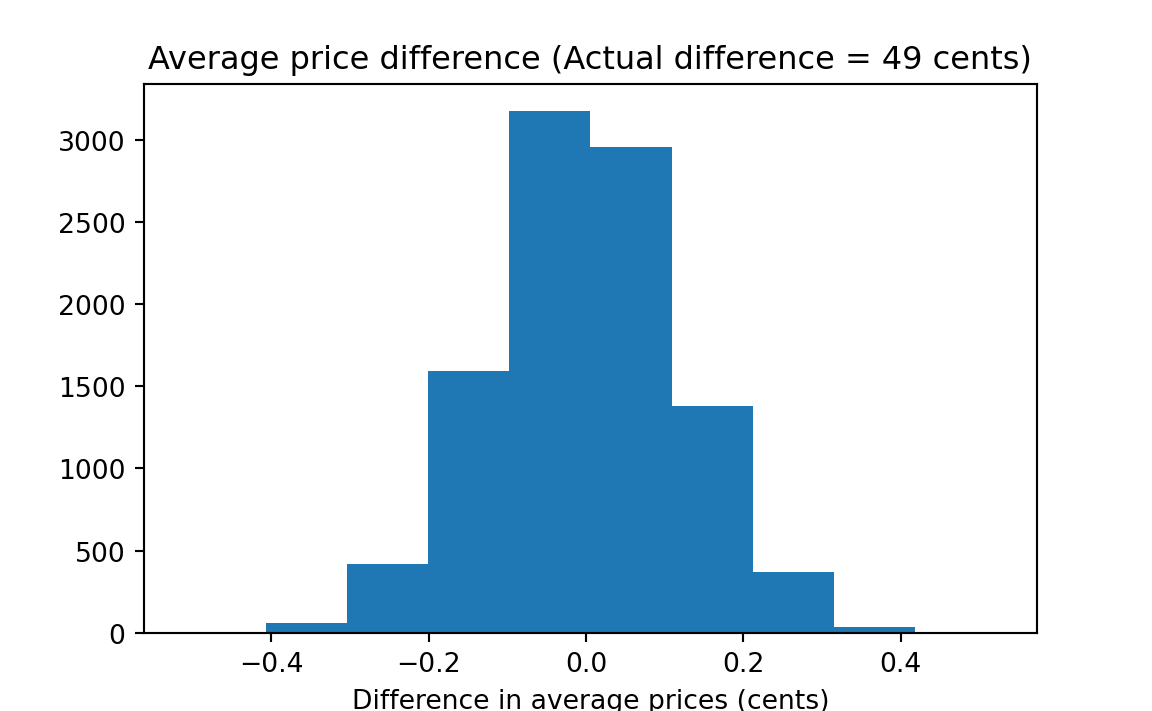 Average price difference (Actual difference = 49 cents)
3000
2500
2000
1500
1000
500
0
−0.4 −0.2 0.0 0.2 0.4
Difference in average prices (cents)